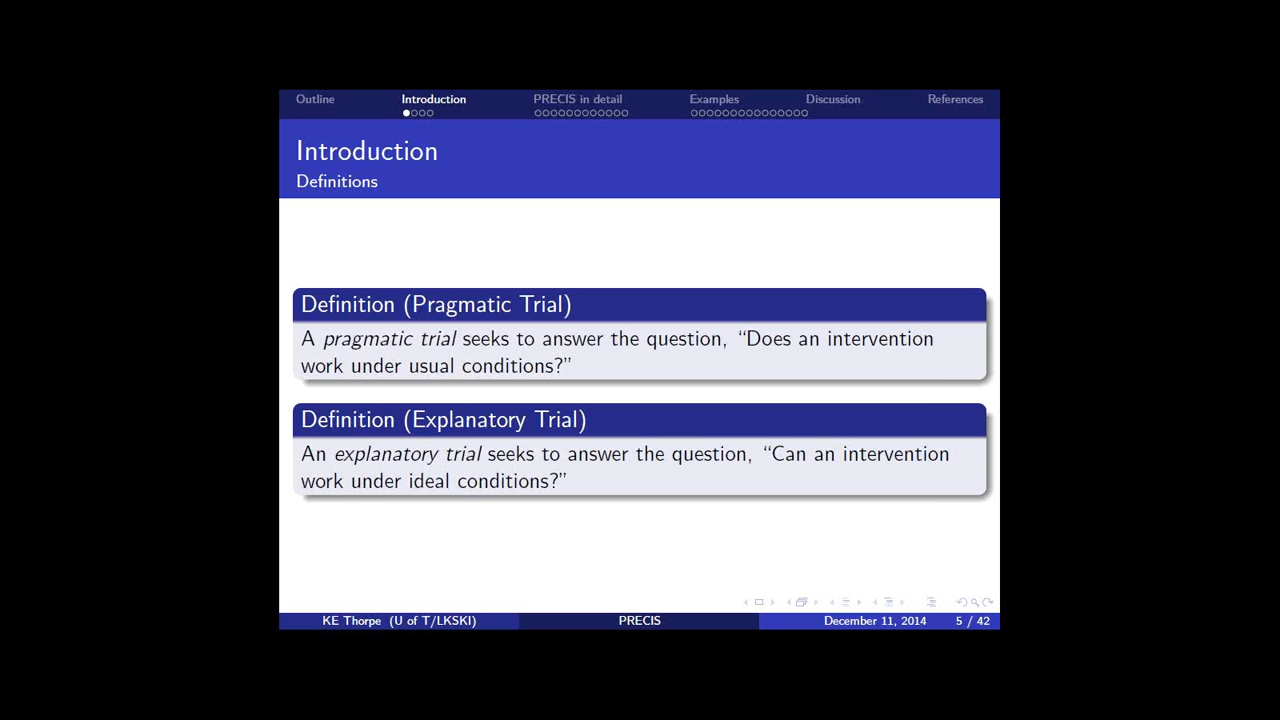 Outline Introduction PRECIS in detail Examples Discussion References
Introduction
Definitions
Definition (Pragmatic Trial)
A pragmatic trial seeks to answer the question, “Does an intervention
work under usual conditions?”
Definition (Explanatory Trial)
An explanatory trial seeks to answer the question, “Can an intervention
work under ideal conditions?”
KE Thorpe (U of T/LKSKI) PRECIS December 11, 2014 5 / 42